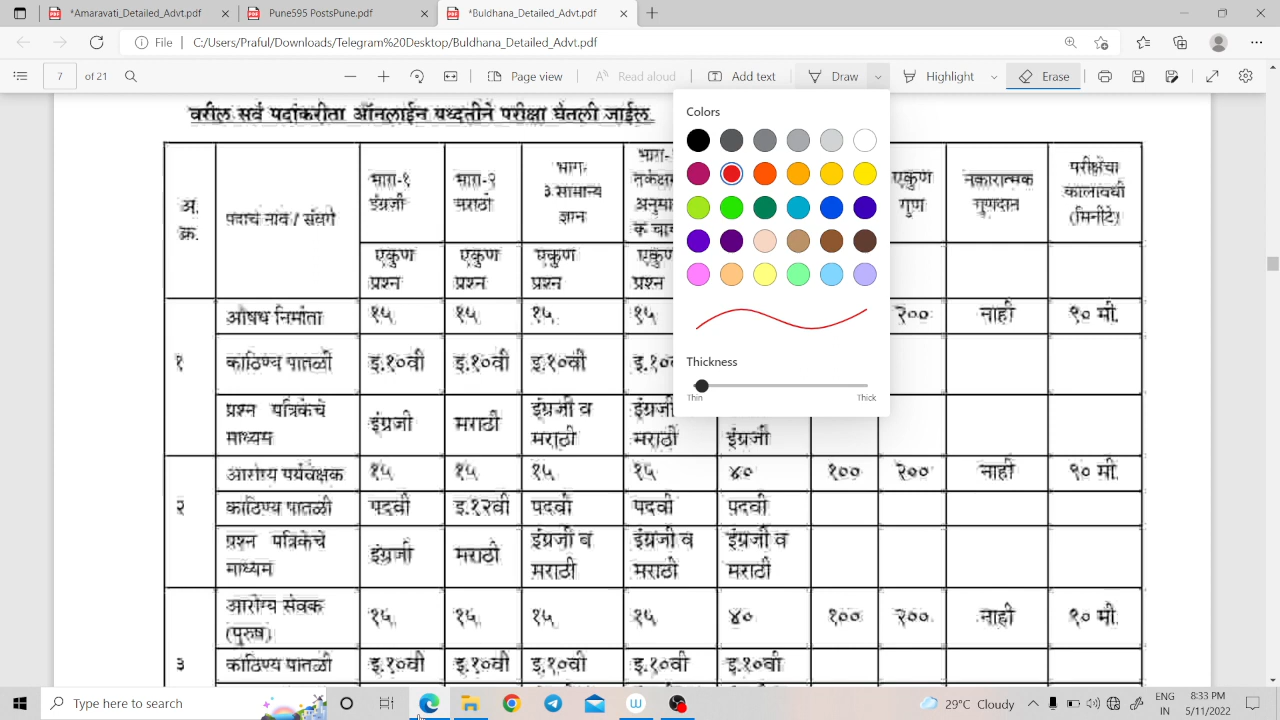 *Amaravati_Detailed_Advt.pdf
Pune595 PostsPune.pdf
*Buldhana_Detailed_Advt.pdf
File
C:/Users/Praful/Downloads/Telegram%20Desktop/Buldhana_Detailed_Advt.pdf
7 of 21
Page view
Read aloud
Add text
Draw
Highlight
Erase
वरील सर्व पदांकरीता ऑनलाईन पध्दतीने परीक्षा घेतली जाईल.
Colors
Thickness
Thin
Thick
अ.
क्र.
पदाचे नांव / संवर्ग
भाग-१
इंग्रजी
भाग-२
मराठी
भाग-
३.सामान्य
ज्ञान
भाग-
एकुण
गुण
नकारात्मक
गुणदान
परीक्षेचा
कालावधी
(मिनीटे)
एकुण
प्रश्न
एकुण
प्रश्न
एकुण
प्रश्न
एकुण
प्रश्न
१
औषध निर्माता १५ १५ १५ १५ २०० नाही ९० मी.
काठिण्य पातळी इ.१०वी इ.१०वी इ.१०वी
प्रश्न पत्रिकेचे
माध्यम
इंग्रजी
मराठी
इंग्रजी व
मराठी
इंग्रजी
मराठी
इंग्रजी
२
आरोग्य पर्यवेक्षक १५ १५ १५ १५ ४० १०० २०० नाही ९० मी.
काठिण्य पातळी पदवी इ.१२वी पदवी पदवी पदवी
प्रश्न पत्रिकेचे
माध्यम
इंग्रजी
मराठी
इंग्रजी व
मराठी
इंग्रजी व
मराठी
इंग्रजी व
मराठी
३
आरोग्य सेवक
(पुरुष)
१५ १५ १५ १५ ४० १०० २०० नाही ९० मी.
काठिण्य पातळी इ.१०वी इ.१०वी इ.१०वी इ.१०वी इ.१०वी
Type here to search
29°C Cloudy
ENG
IN
8:33 PM
5/11/2022